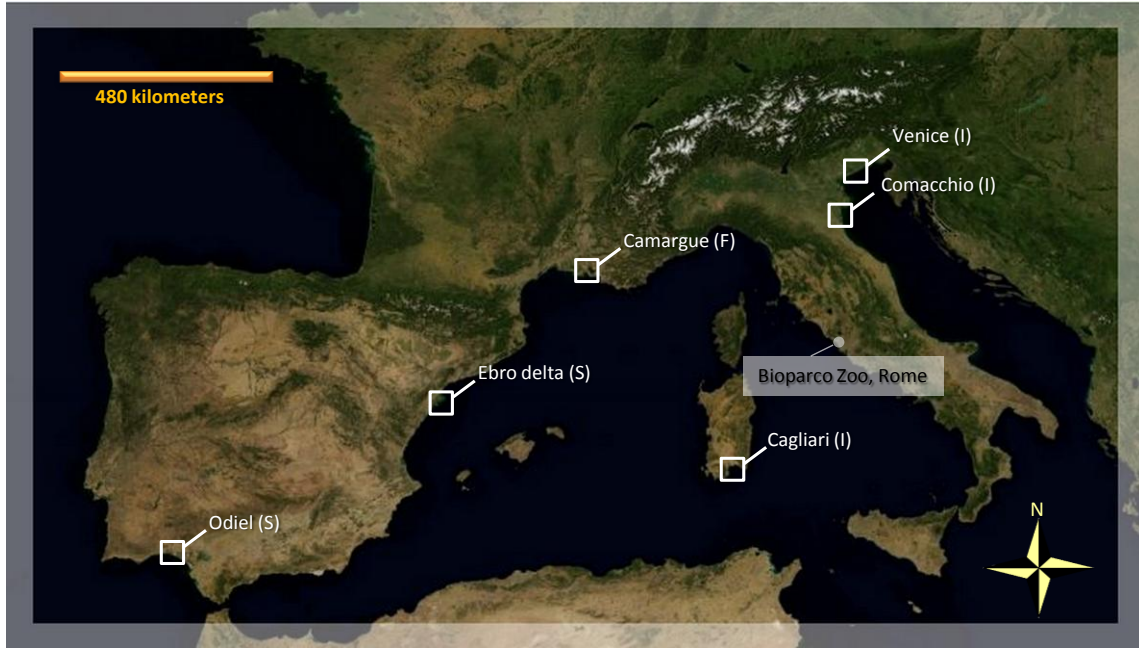 480 kilometers
Venice (I)
Comacchio (I)
Camargue (F)
Ebro delta (S)
Bioparco Zoo, Rome
Cagliari (I)
Odiel (S)
N